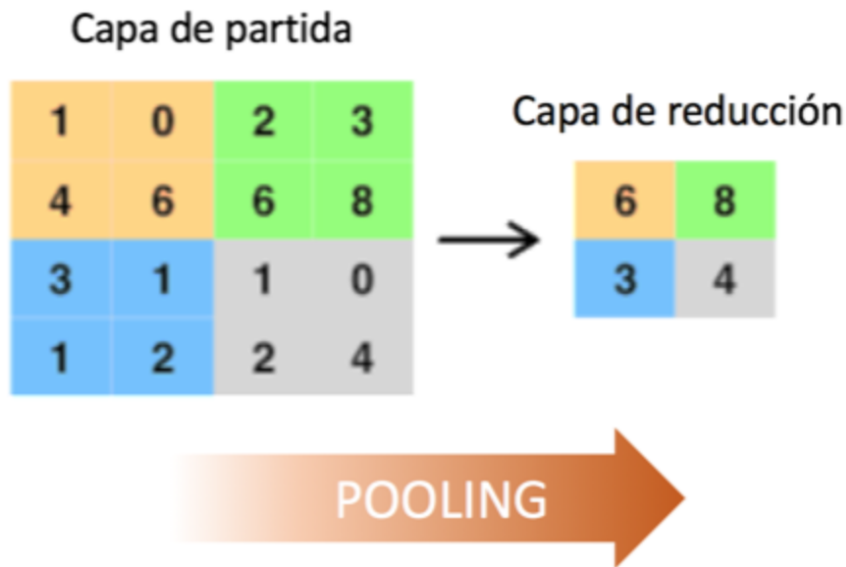 Capa de partida
1 0 2 3
4 6 6 8
3 1 1 0
1 2 2 4
Capa de reducción
6 8
3 4
POOLING